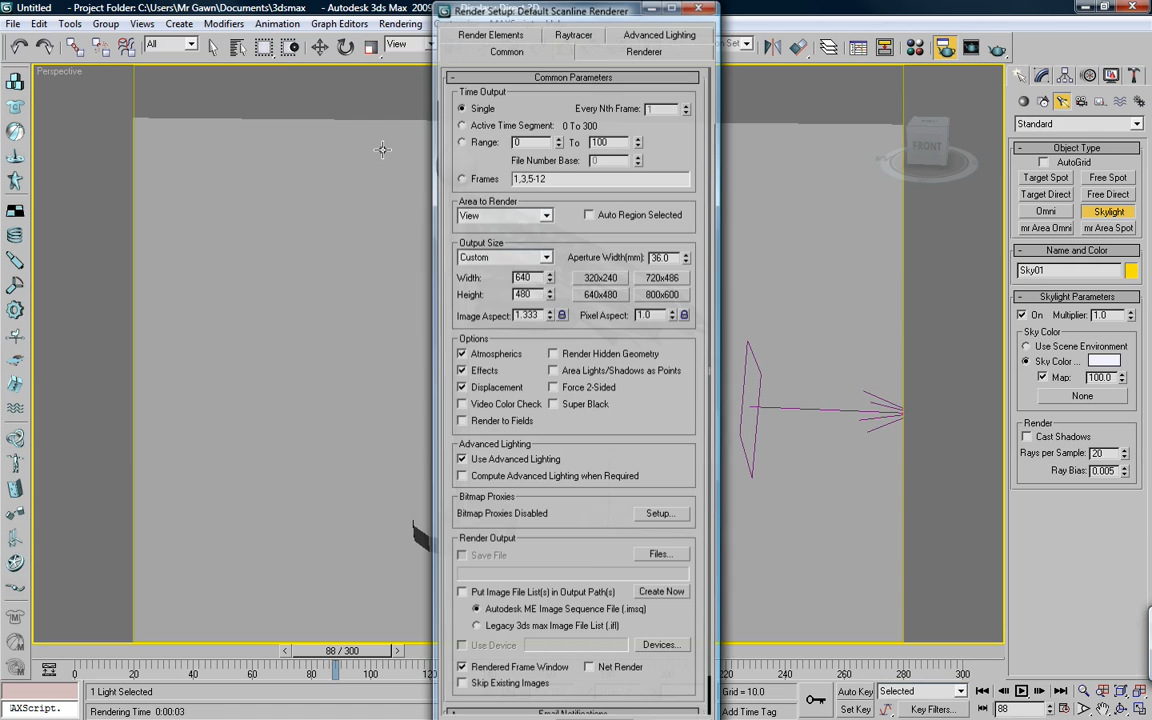 Untitled - Project Folder: C:\Users\Mr Gawn\Documents\3dsmax - Autodesk 3ds Max 2009
Render Setup: Default Scanline Renderer
File Edit Tools Group Views Create Modifiers Animation Graph Editors Rendering
All
View
Render Elements Raytracer Advanced Lighting
Common Renderer
Perspective
FRONT
- Common Parameters
Time Output
Single Every Nth Frame: 1
Active Time Segment: 0 To 300
Range: 0 To 100
File Number Base: 0
Frames 1,3,5-12
Area to Render
View Auto Region Selected
Output Size
Custom Aperture Width(mm): 36.0
Width: 640 320x240 720x486
Height: 480 640x480 800x600
Image Aspect: 1.333 Pixel Aspect: 1.0
Options
Atmospherics Render Hidden Geometry
Effects Area Lights/Shadows as Points
Displacement Force 2-Sided
Video Color Check Super Black
Render to Fields
Advanced Lighting
Use Advanced Lighting
Compute Advanced Lighting when Required
Bitmap Proxies
Bitmap Proxies Disabled Setup...
Render Output
Save File Files...
Put Image File List(s) in Output Path(s) Create Now
Autodesk ME Image Sequence File (.imsq)
Legacy 3ds max Image File List (.ifl)
Use Device Devices...
Rendered Frame Window Net Render
Skip Existing Images
Email Notifications
Standard
- Object Type
AutoGrid
Target Spot Free Spot
Target Direct Free Direct
Omni Skylight
mr Area Omni mr Area Spot
- Name and Color
Sky01
- Skylight Parameters
On Multiplier: 1.0
Sky Color
Use Scene Environment
Sky Color...
Map: 100.0
None
Render
Cast Shadows
Rays per Sample: 20
Ray Bias: 0.005
< 88 / 300 >
0 50 100 200 250 300
1 Light Selected
Grid = 10.0
Auto Key Selected
AXScript.
Rendering Time 0:00:03
Add Time Tag
Set Key Key Filters...
88